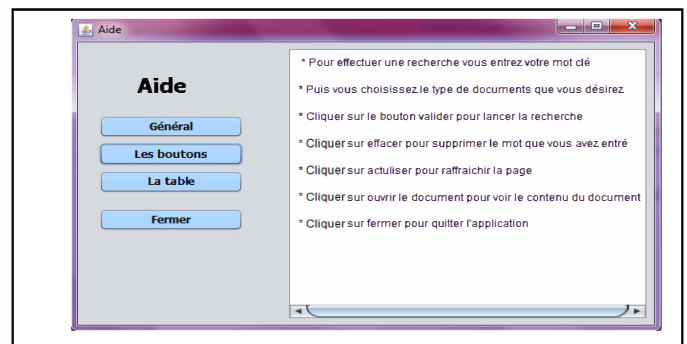 Aide
Aide
Général
Les boutons
La table
Fermer
* Pour effectuer une recherche vous entrez votre mot clé
* Puis vous choisissez le type de documents que vous désirez
* Cliquer sur le bouton valider pour lancer la recherche
* Cliquer sur effacer pour supprimer le mot que vous avez entré
* Cliquer sur actuliser pour raffraichir la page
* Cliquer sur ouvrir le document pour voir le contenu du document
* Cliquer sur fermer pour quitter l'application